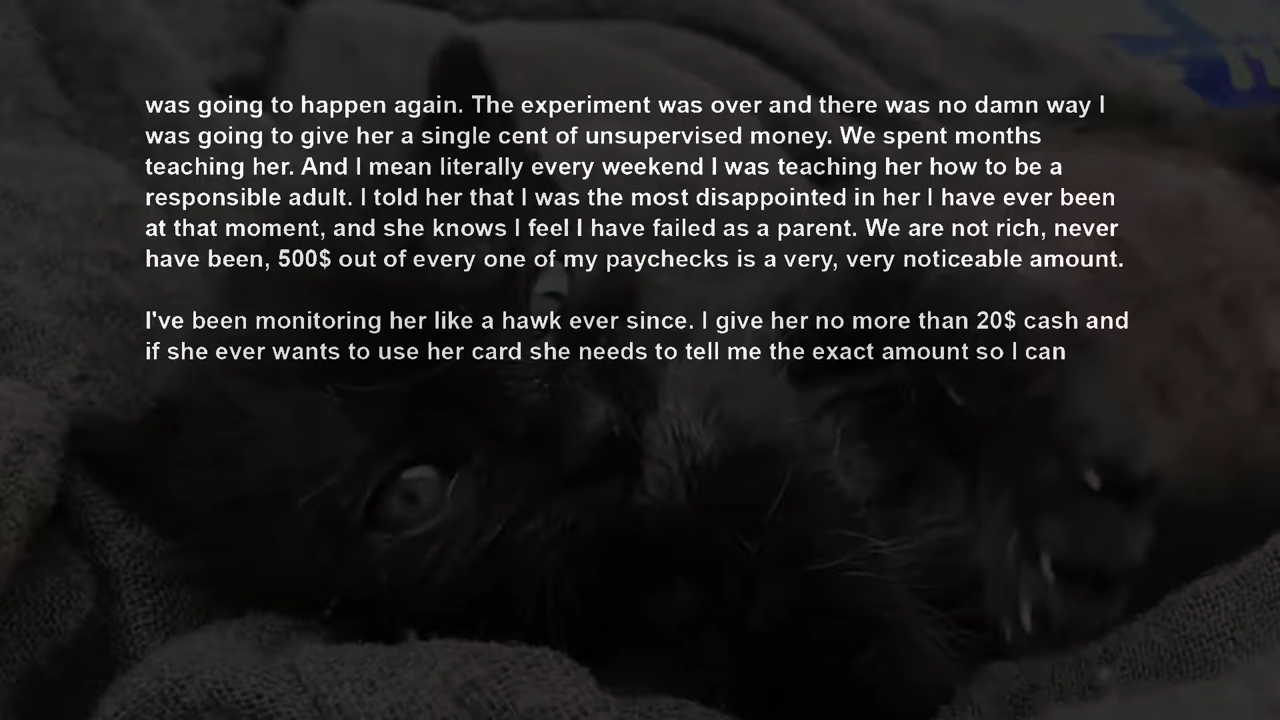 was going to happen again. The experiment was over and there was no damn way I
was going to give her a single cent of unsupervised money. We spent months
teaching her. And I mean literally every weekend I was teaching her how to be a
responsible adult. I told her that I was the most disappointed in her I have ever been
at that moment, and she knows I feel I have failed as a parent. We are not rich, never
have been, 500$ out of every one of my paychecks is a very, very noticeable amount.
I've been monitoring her like a hawk ever since. I give her no more than 20$ cash and
if she ever wants to use her card she needs to tell me the exact amount so I can